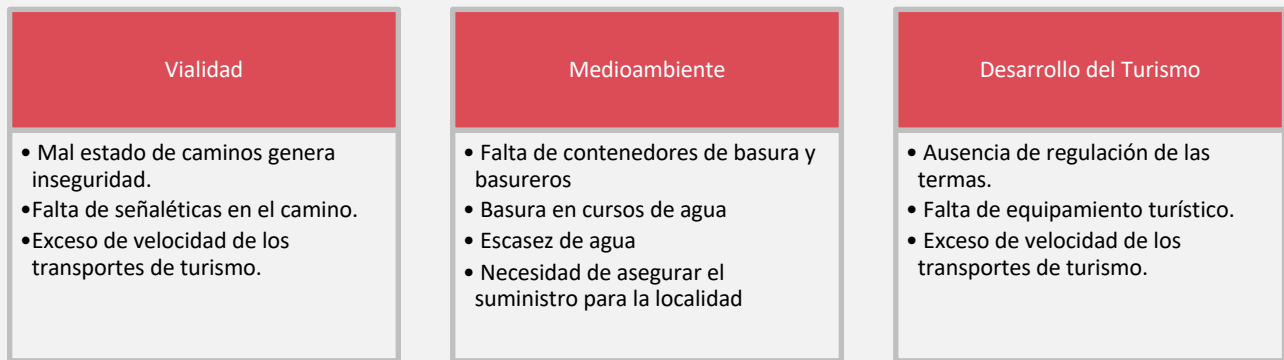 Vialidad
• Mal estado de caminos genera
inseguridad.
•Falta de señaléticas en el camino.
•Exceso de velocidad de los
transportes de turismo.
Medioambiente
• Falta de contenedores de basura y
basureros
• Basura en cursos de agua
• Escasez de agua
• Necesidad de asegurar el
suministro para la localidad
Desarrollo del Turismo
• Ausencia de regulación de las
termas.
• Falta de equipamiento turístico.
• Exceso de velocidad de los
transportes de turismo.